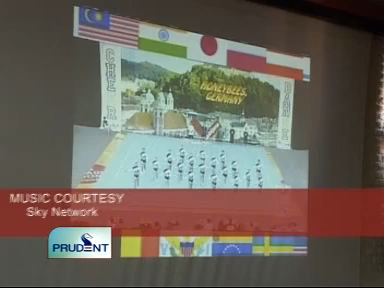 HONEYBEES,
GERMANY
MUSIC COURTESY
Sky Network
PRUDENT